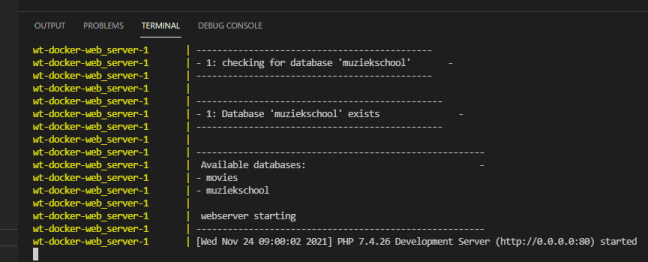 OUTPUT PROBLEMS TERMINAL DEBUG CONSOLE
wt-docker-web_server-1 | ------------------------------------------
wt-docker-web_server-1 | - 1: checking for database 'muziekschool' -
wt-docker-web_server-1 | ------------------------------------------
wt-docker-web_server-1 |
wt-docker-web_server-1 | --------------------------------------------
wt-docker-web_server-1 | - 1: Database 'muziekschool' exists -
wt-docker-web_server-1 | --------------------------------------------
wt-docker-web_server-1 |
wt-docker-web_server-1 | ---------------------------------------------------
wt-docker-web_server-1 | Available databases: -
wt-docker-web_server-1 | - movies
wt-docker-web_server-1 | - muziekschool
wt-docker-web_server-1 |
wt-docker-web_server-1 | webserver starting
wt-docker-web_server-1 | ---------------------------------------------------
wt-docker-web_server-1 | [Wed Nov 24 09:00:02 2021] PHP 7.4.26 Development Server (http://0.0.0.0:80) started